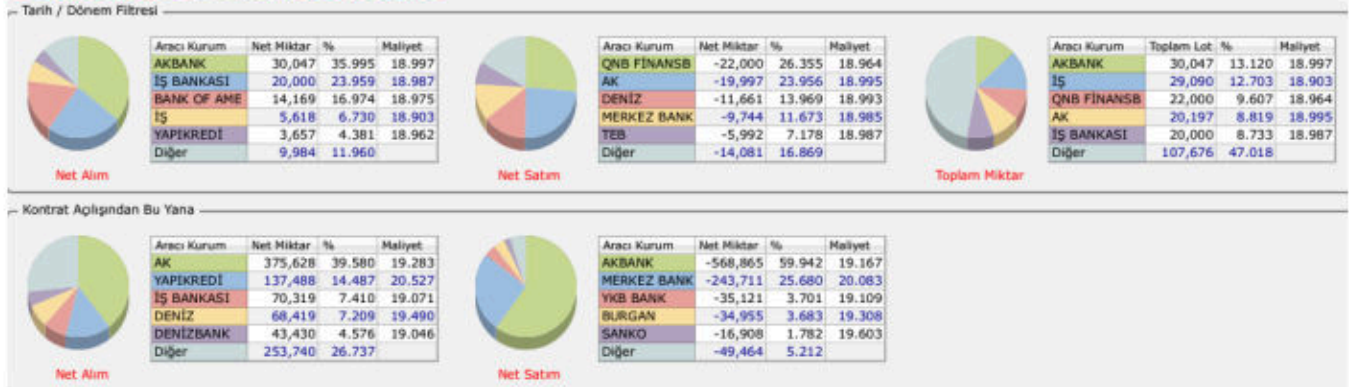 Tarih / Dönem Filtresi
Aracı Kurum Net Miktar % Maliyet
AKBANK 30,047 35.995 18.997
İŞ BANKASI 20,000 23.959 18.987
BANK OF AME 14,169 16.974 18.975
İŞ 5,618 6.730 18.903
YAPIKREDİ 3,657 4.381 18.962
Diğer 9,984 11.960
Net Alım
Aracı Kurum Net Miktar % Maliyet
QNB FİNANSB -22,000 26.355 18.964
AK -19,997 23.956 18.995
DENİZ -11,661 13.969 18.993
MERKEZ BANK -9,744 11.673 18.985
TEB -5,992 7.178 18.987
Diğer -14,081 16.869
Net Satım
Aracı Kurum Toplam Lot % Maliyet
AKBANK 30,047 13.120 18.997
İŞ 29,090 12.703 18.903
QNB FİNANSB 22,000 9.607 18.964
AK 20,197 8.819 18.995
İŞ BANKASI 20,000 8.733 18.987
Diğer 107,676 47.018
Toplam Miktar
Kontrat Açılışından Bu Yana
Aracı Kurum Net Miktar % Maliyet
AK 375,628 39.580 19.283
YAPIKREDİ 137,488 14.487 20.527
İŞ BANKASI 70,319 7.410 19.071
DENİZ 68,419 7.209 19.490
DENİZBANK 43,430 4.576 19.046
Diğer 253,740 26.737
Net Alım
Aracı Kurum Net Miktar % Maliyet
AKBANK -568,865 59.942 19.167
MERKEZ BANK -243,711 25.680 20.083
YKB BANK -35,121 3.701 19.109
BURGAN -34,955 3.683 19.308
SANKO -16,908 1.782 19.603
Diğer -49,464 5.212
Net Satım